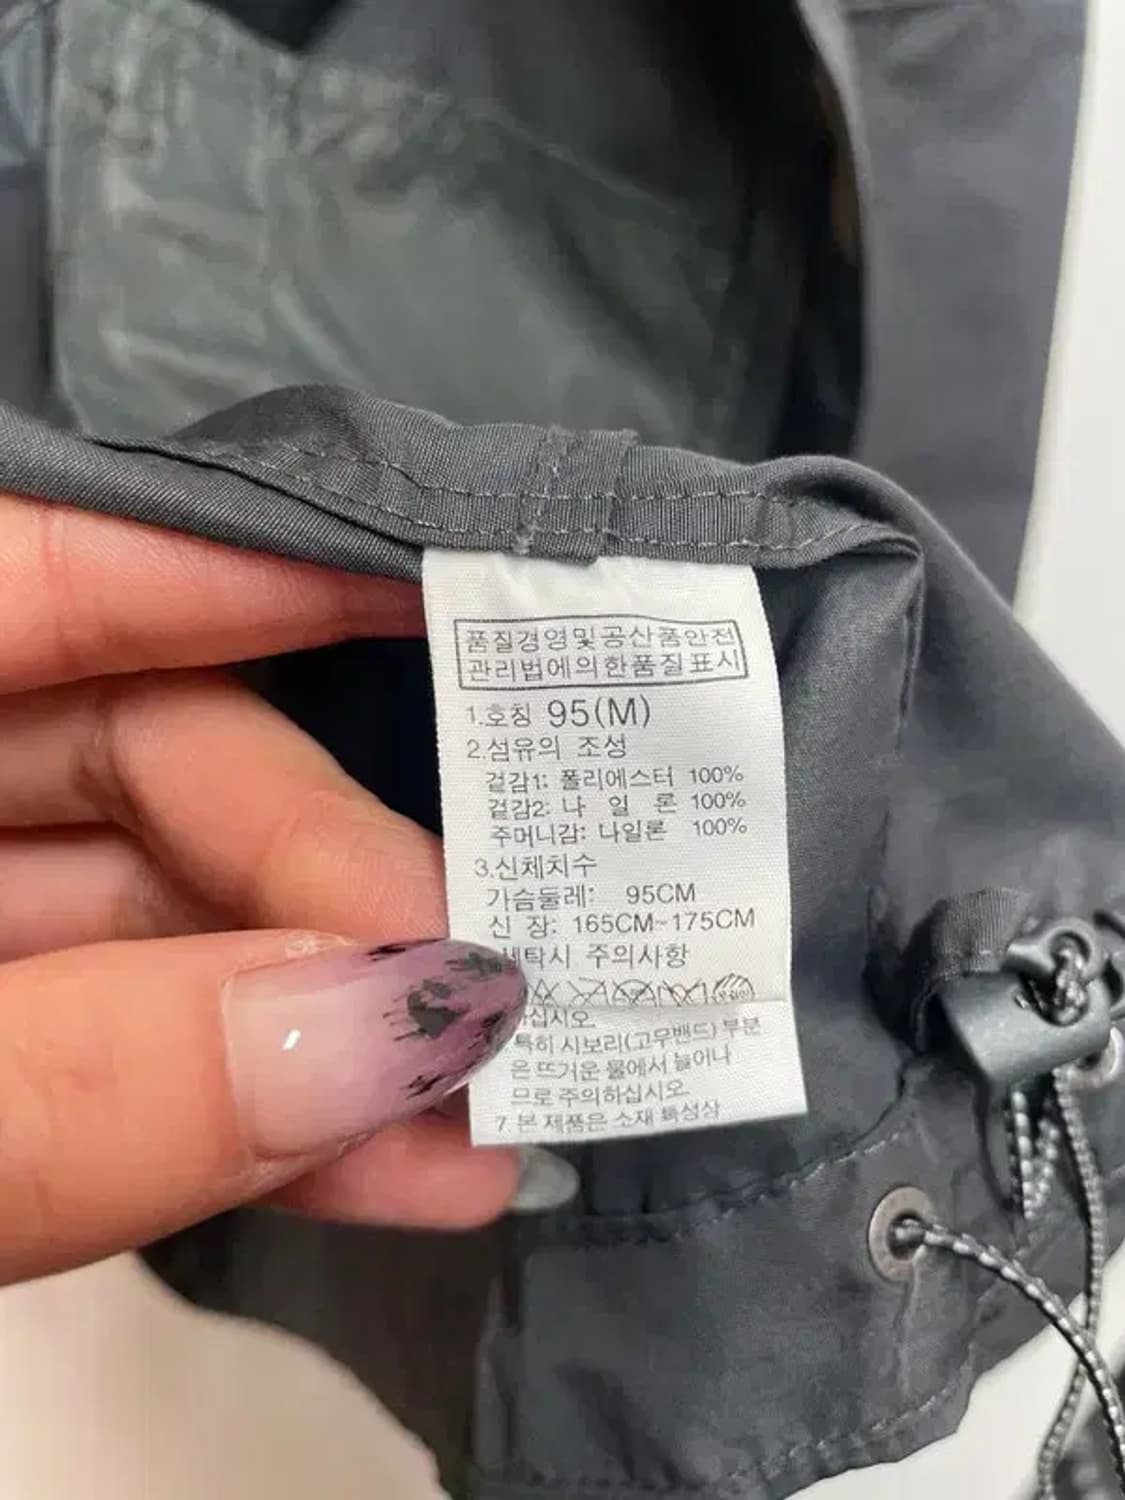 품질경영및공산품안전
관리법에의한품질표시
1.호칭 95(M)
2.섬유의 조성
겉감1: 폴리에스터 100%
겉감2: 나 일 론 100%
주머니감: 나일론 100%
3.신체치수
가슴둘레: 95CM
신 장: 165CM~175CM
세탁시 주의사항
하십시오.
특히 시보리(고무밴드) 부분
은 뜨거운 물에서 늘어나
므로 주의하십시오.
7 본 제품은 소재 특성상